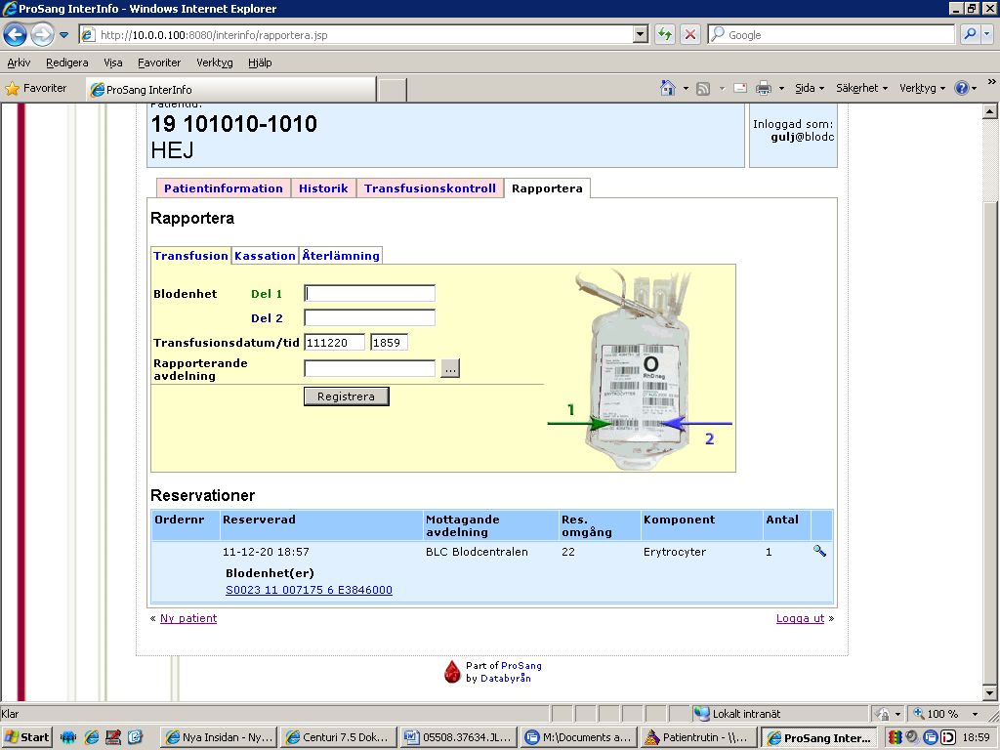 ProSang InterInfo - Windows Internet Explorer
http://10.0.0.100:8080/interinfo/rapportera.jsp
Google
Arkiv Redigera Visa Favoriter Verktyg Hjälp
Favoriter ProSang InterInfo Sida Säkerhet Verktyg »
PatientId:
19 101010-1010
HEJ
Inloggad som:
gulj@blodc
Patientinformation Historik Transfusionskontroll Rapportera
Rapportera
Transfusion Kassation Återlämning
Blodenhet Del 1
Del 2
Transfusionsdatum/tid 111220 1859
Rapporterande
avdelning ...
Registrera
O
RhD neg
ERYTROCYTER
1
2
Reservationer
Ordernr Reserverad Mottagande avdelning Res. omgång Komponent Antal
11-12-20 18:57 BLC Blodcentralen 22 Erytrocyter 1
Blodenhet(er)
S0023 11 007175 6 E3846000
« Ny patient Logga ut »
Part of ProSang
by Databyrån
Klar Lokalt intranät 100 %
Start Nya Insidan - Ny... Centuri 7.5 Dok... 05508.37634.JL... M:\Documents a... Patientrutin - \\... ProSang Inter... 18:59